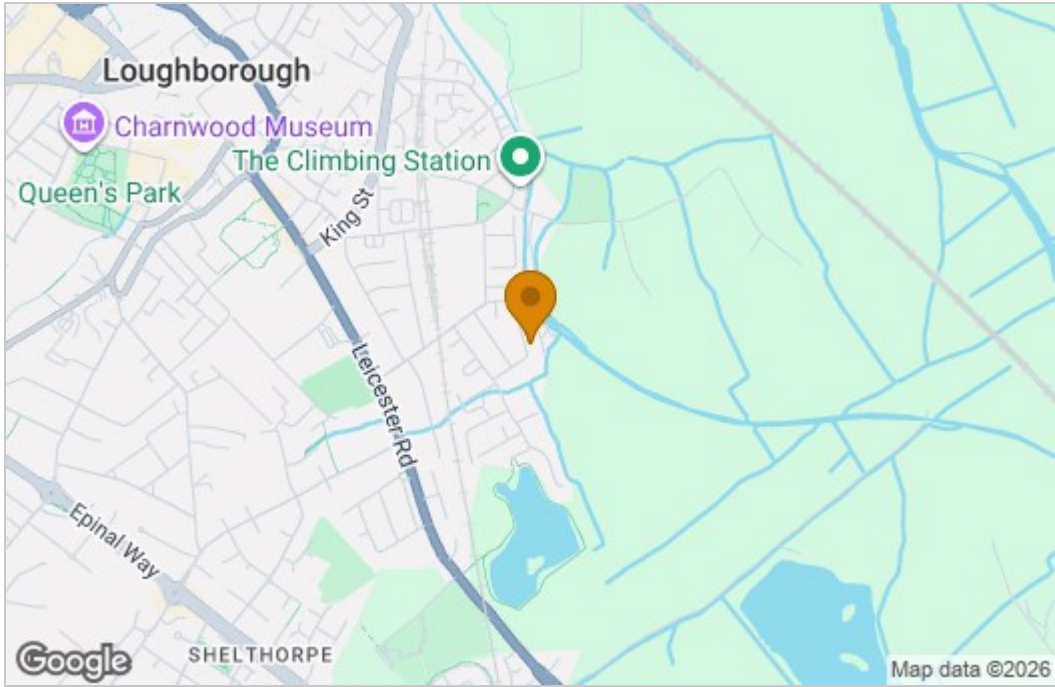 Loughborough
Charnwood Museum
The Climbing Station
Queen's Park
King St
Leicester Rd
Epinal Way
SHELTHORPE
Google
Map data ©2026